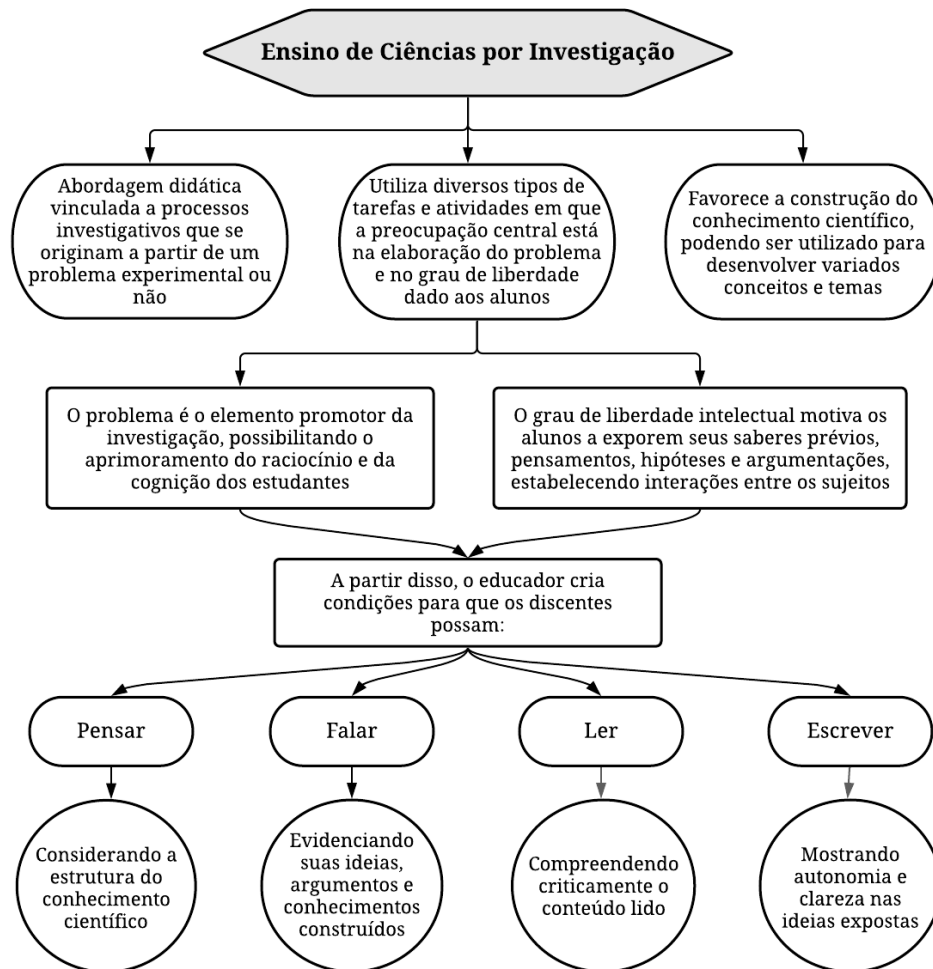 Ensino de Ciências por Investigação
Abordagem didática
vinculada a processos
investigativos que se
originam a partir de um
problema experimental ou
não
Utiliza diversos tipos de
tarefas e atividades em que
a preocupação central está
na elaboração do problema
e no grau de liberdade
dado aos alunos
Favorece a construção do
conhecimento científico,
podendo ser utilizado para
desenvolver variados
conceitos e temas
O problema é o elemento promotor da
investigação, possibilitando o
aprimoramento do raciocínio e da
cognição dos estudantes
O grau de liberdade intelectual motiva os
alunos a exporem seus saberes prévios,
pensamentos, hipóteses e argumentações,
estabelecendo interações entre os sujeitos
A partir disso, o educador cria
condições para que os discentes
possam:
Pensar
Falar
Ler
Escrever
Considerando a
estrutura do
conhecimento
científico
Evidenciando
suas ideias,
argumentos e
conhecimentos
construídos
Compreendendo
criticamente o
conteúdo lido
Mostrando
autonomia e
clareza nas
ideias expostas